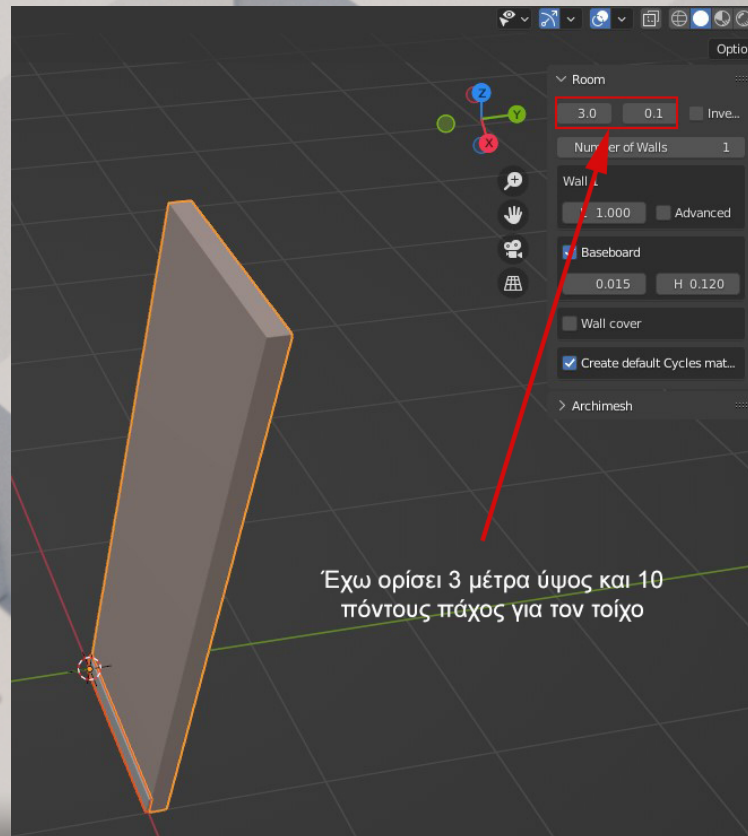 Optio
Room
3.0 0.1 Inve...
Number of Walls 1
Wall 1
1.000 Advanced
Baseboard
0.015 H 0.120
Wall cover
Create default Cycles mat...
Archimesh
Z
Y
X
Έχω ορίσει 3 μέτρα ύψος και 10
πόντους πάχος για τον τοίχο